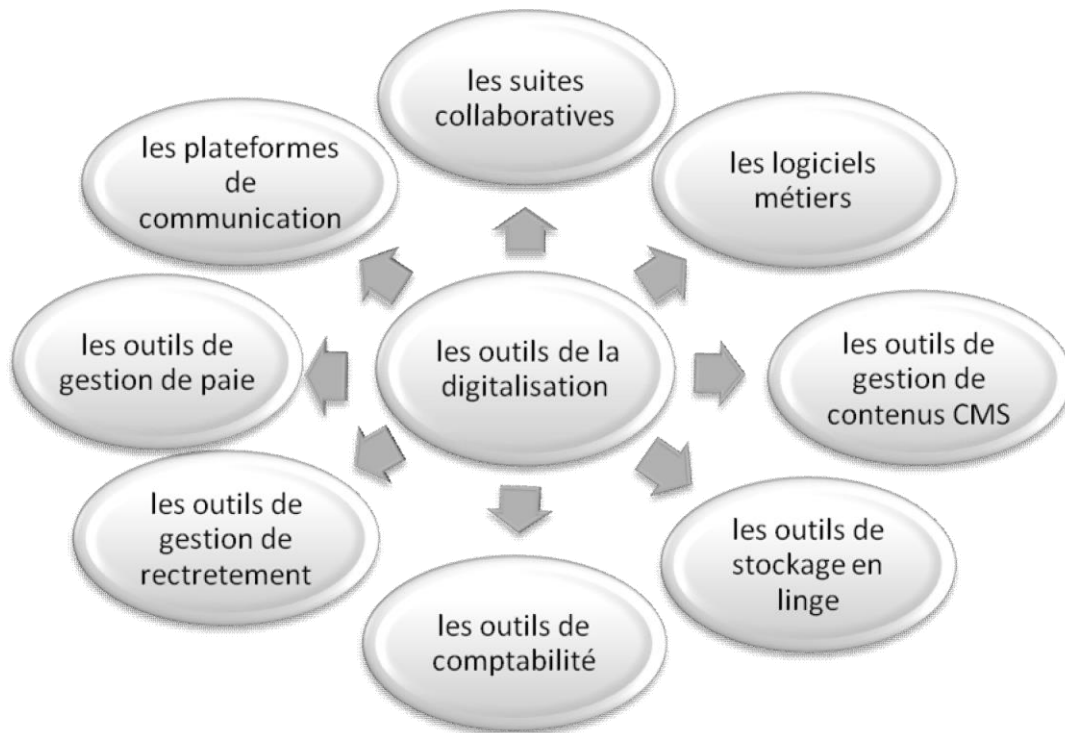 les suites
collaboratives
les logiciels
métiers
les outils de
gestion de
contenus CMS
les outils de
stockage en
linge
les outils de
comptabilité
les outils de
gestion de
rectretement
les outils de
gestion de paie
les plateformes
de
communication
les outils de la
digitalisation